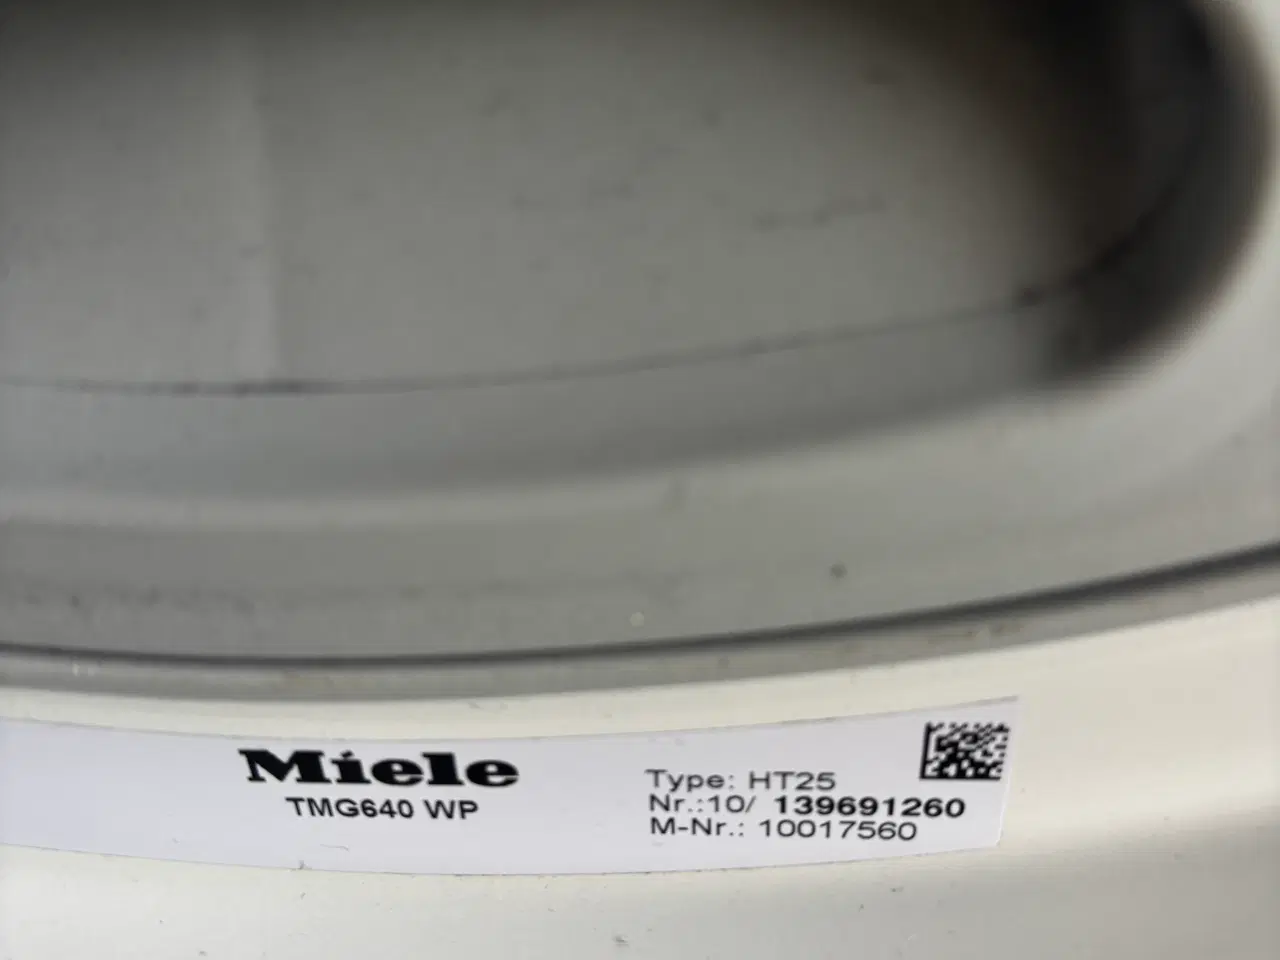 Miele
TMG640 WP
Type: HT25
Nr.:10/ 139691260
M-Nr.: 10017560